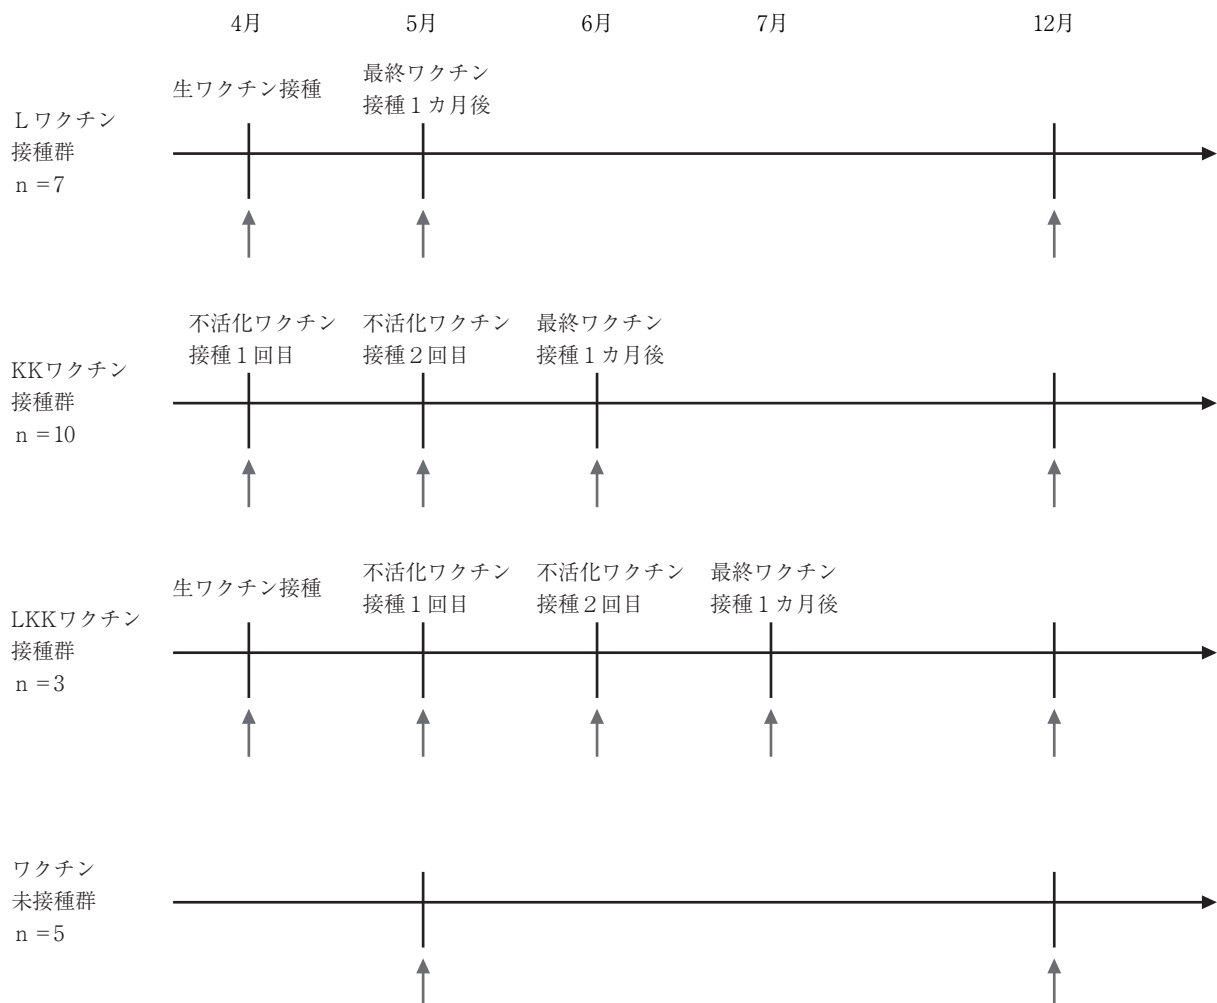 4月 5月 6月 7月 12月
Lワクチン
接種群
n=7
生ワクチン接種
最終ワクチン
接種1カ月後
KKワクチン
接種群
n=10
不活化ワクチン
接種1回目
不活化ワクチン
接種2回目
最終ワクチン
接種1カ月後
LKKワクチン
接種群
n=3
生ワクチン接種
不活化ワクチン
接種1回目
不活化ワクチン
接種2回目
最終ワクチン
接種1カ月後
ワクチン
未接種群
n=5